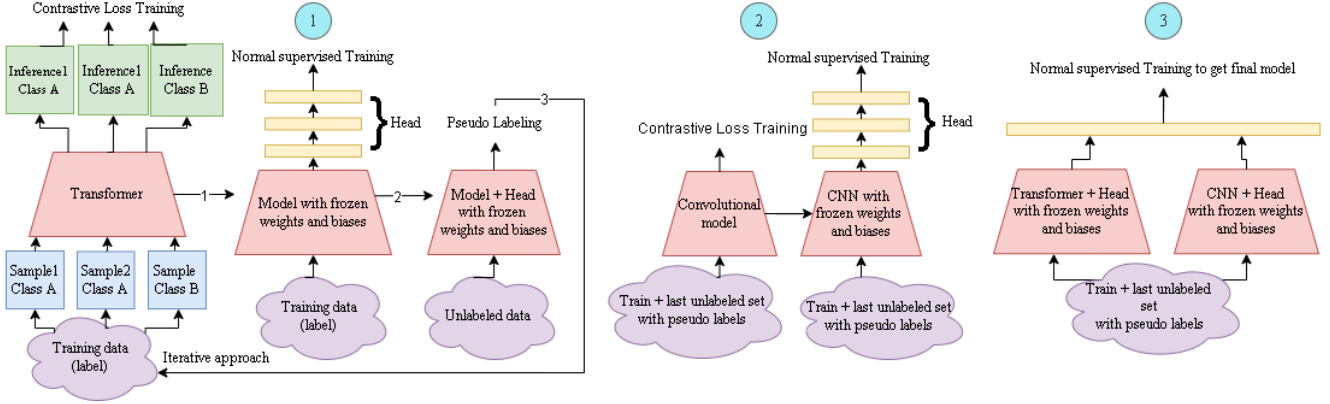 Contrastive Loss Training
1
2
3
Inference1
Class A
Inference1
Class A
Inference
Class B
Transformer
Sample1
Class A
Sample2
Class A
Sample
Class B
Training data
(label)
1
Normal supervised Training
Head
Model with frozen
weights and biases
Training data
(label)
2
3
Pseudo Labeling
Model + Head
with frozen
weights and biases
Unlabeled data
Iterative approach
Contrastive Loss Training
Convolutional
model
Train + last unlabeled set
with pseudo labels
Normal supervised Training
Head
CNN with
frozen weights
and biases
Train + last unlabeled set
with pseudo labels
Normal supervised Training to get final model
Transformer + Head
with frozen weights and
biases
CNN + Head
with frozen weights
and biases
Train + last unlabeled
set
with pseudo labels